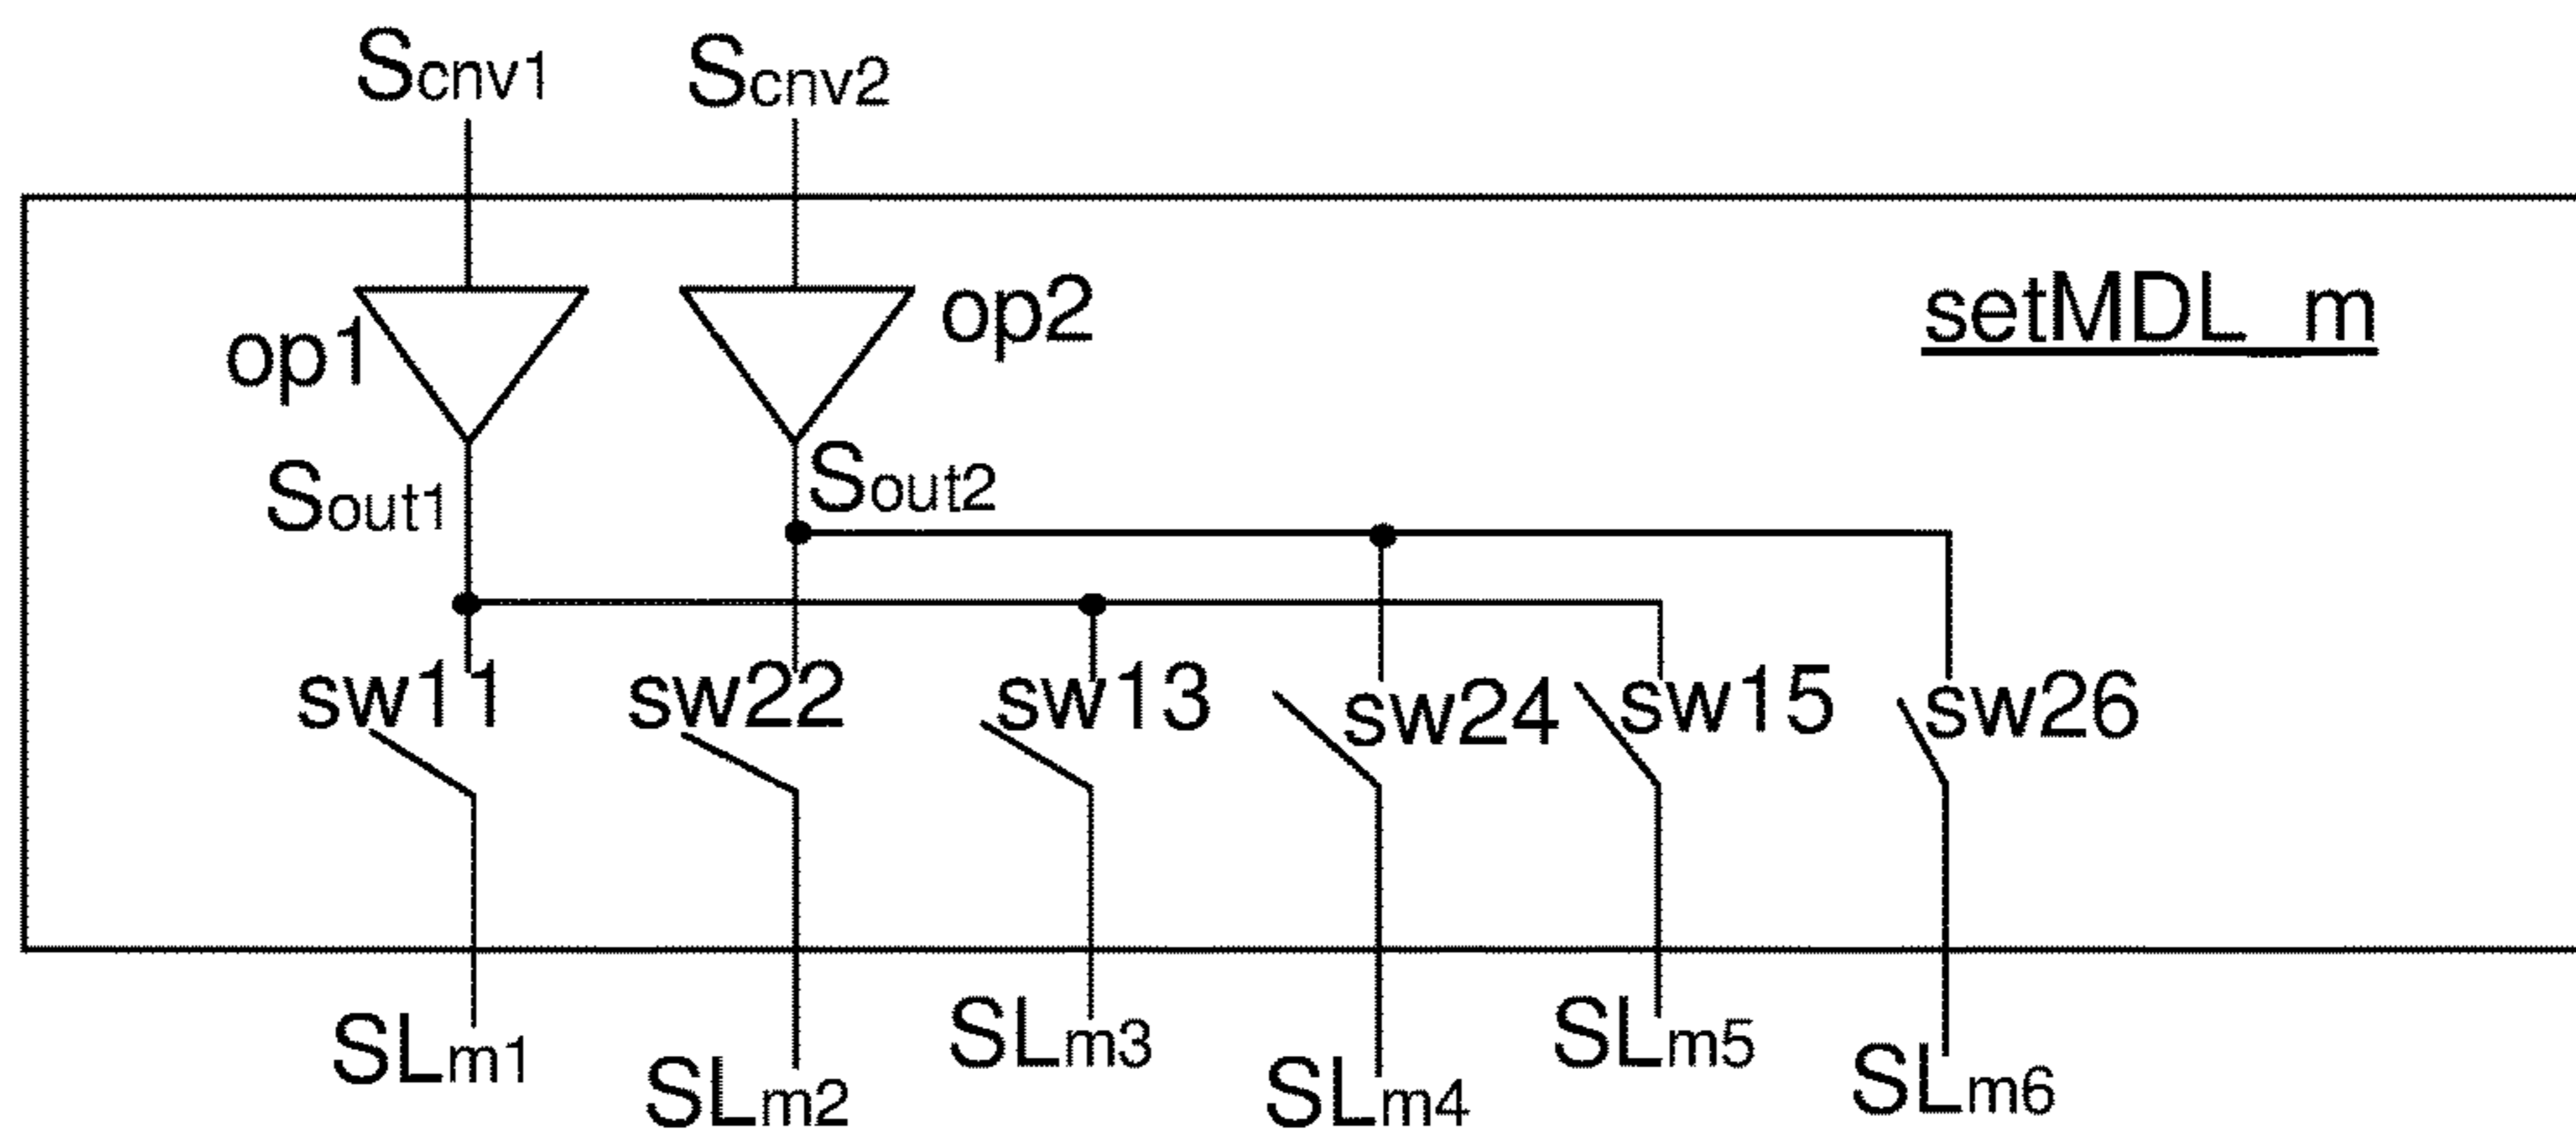 Scnv1 Scnv2
op1 op2 setMDL_m
Sout1 Sout2
sw11 sw22 sw13 sw24 sw15 sw26
SLm1 SLm2 SLm3 SLm4 SLm5 SLm6